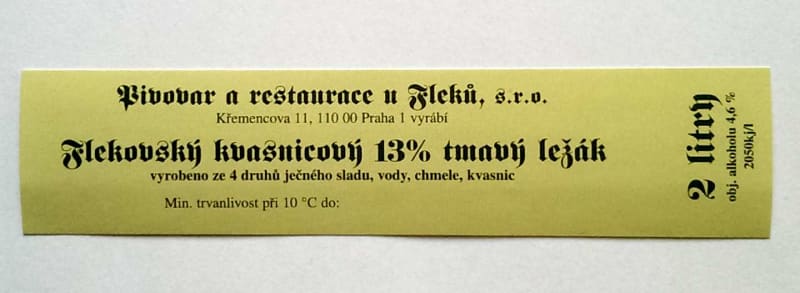 Pivovar a restaurace u Fleků, s.r.o.
Křemencova 11, 110 00 Praha 1 vyrábí
Flekovský kvasnicový 13% tmavý ležák
vyrobeno ze 4 druhů ječného sladu, vody, chmele, kvasnic
Min. trvanlivost při 10 °C do:
2 litry
obj. alkoholu 4,6 %
2050kj/l